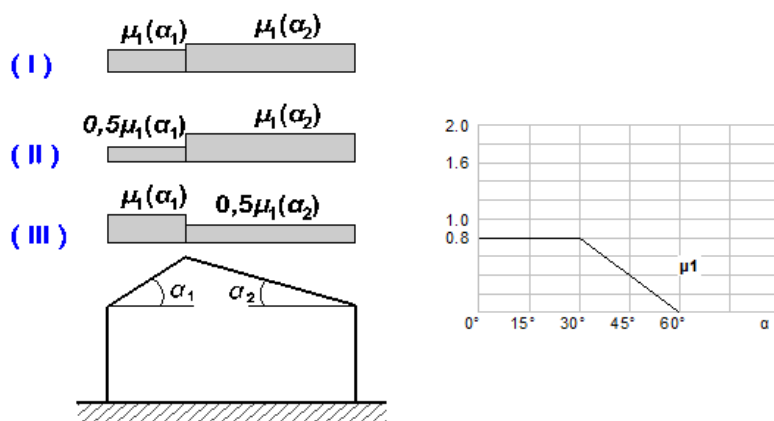 μ₁(α₁) μ₁(α₂)
( I )
0,5μ₁(α₁) μ₁(α₂)
( II )
μ₁(α₁) 0,5μ₁(α₂)
( III )
α₁ α₂
2.0
1.6
1.0
0.8
μ1
0° 15° 30° 45° 60° α